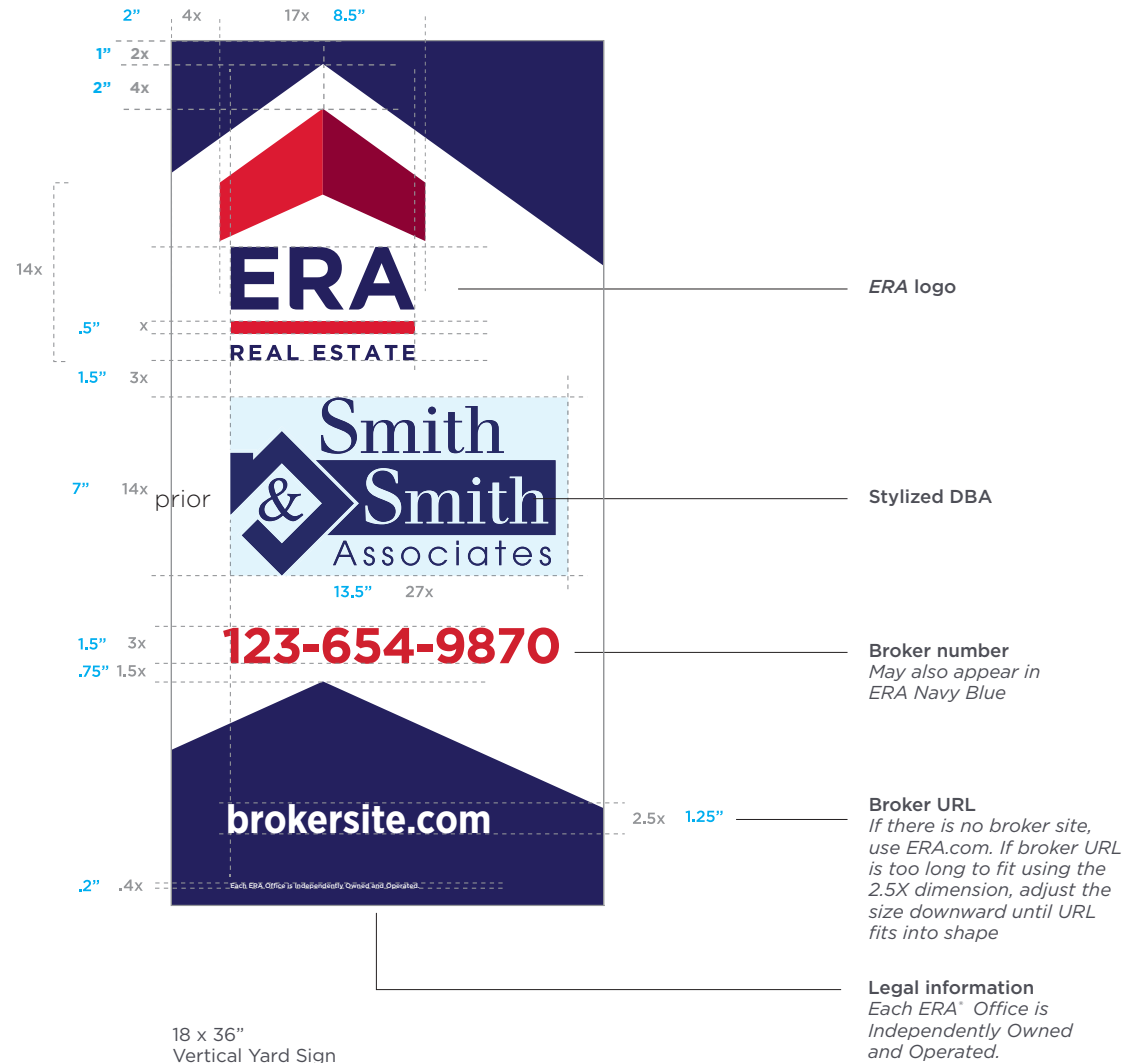 2” 4x 17x 8.5”
1” 2x
2” 4x
14x
ERA
ERA logo
.5” x
REAL ESTATE
1.5” 3x
Smith
7” 14x
prior
& Smith
Stylized DBA
Associates
13.5” 27x
1.5” 3x
123-654-9870
.75” 1.5x
Broker number
May also appear in
ERA Navy Blue
brokersite.com
2.5x 1.25”
Broker URL
If there is no broker site,
use ERA.com. If broker URL
is too long to fit using the
2.5X dimension, adjust the
size downward until URL
fits into shape
.2” .4x
Each ERA Office is Independently Owned and Operated.
Legal information
Each ERA® Office is
Independently Owned
and Operated.
18 x 36”
Vertical Yard Sign